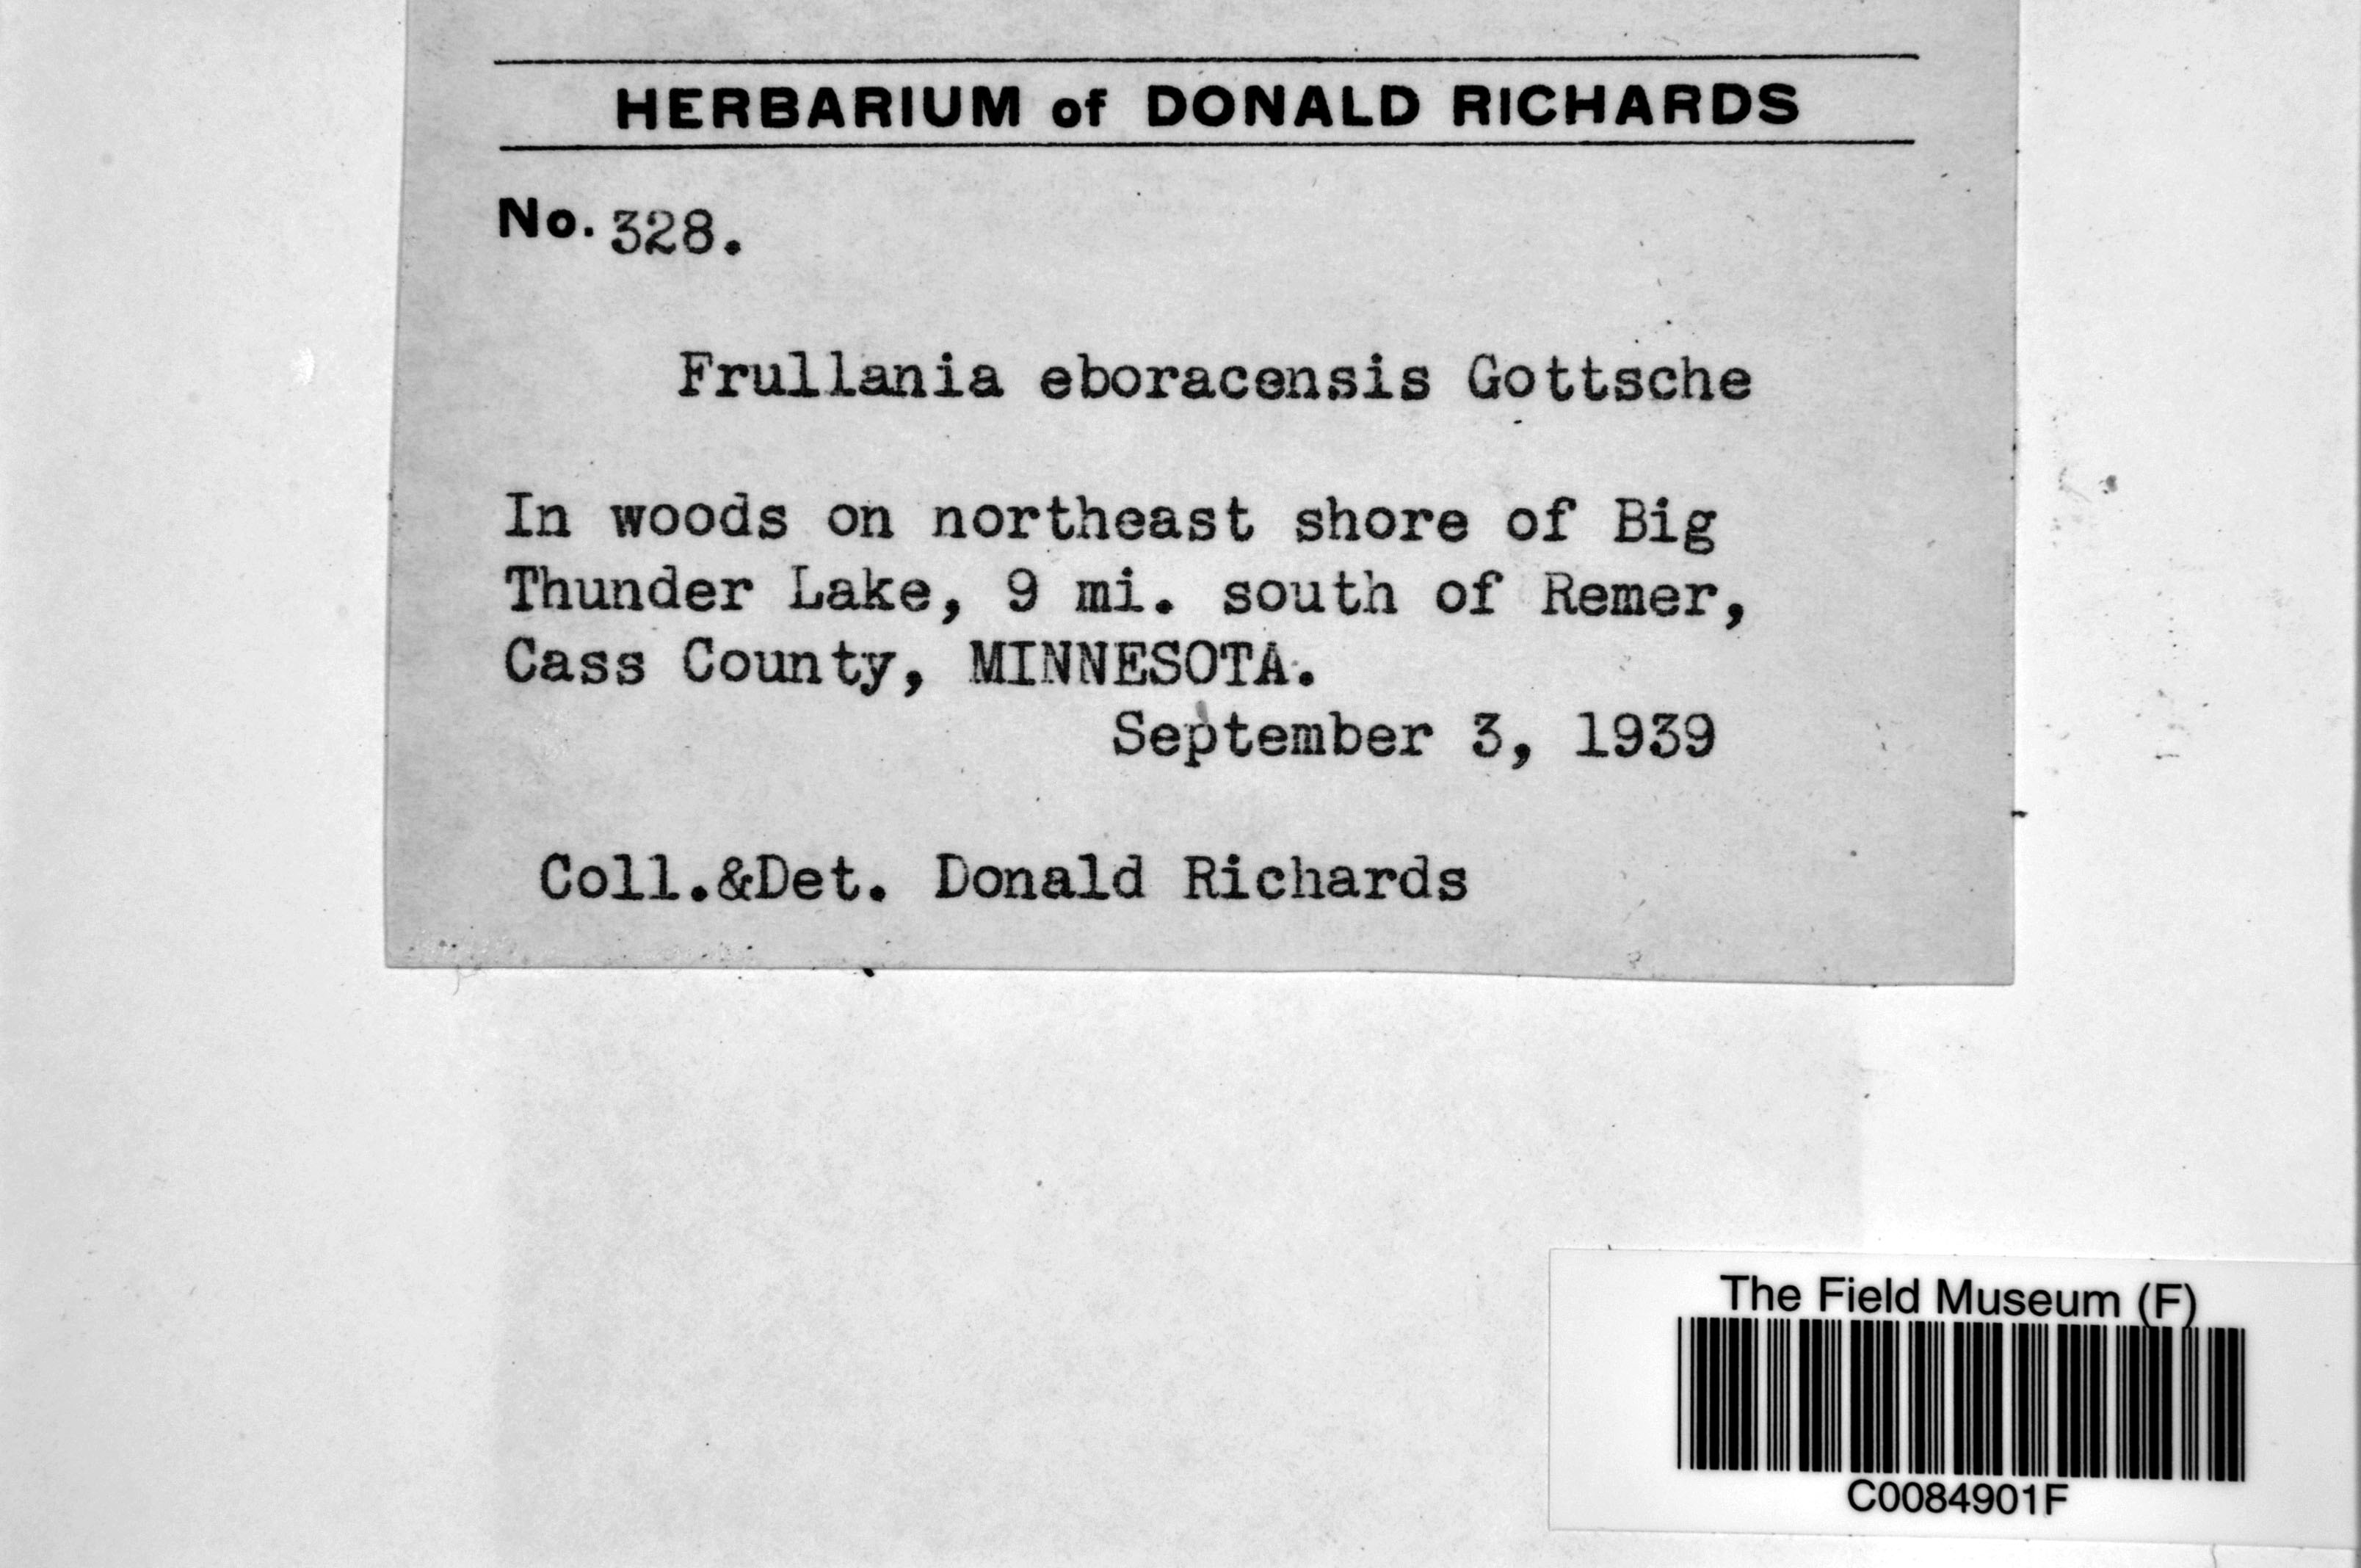 HERBARIUM of DONALD RICHARDS
No. 328.
Frullania eboracensis Gottsche
In woods on northeast shore of Big
Thunder Lake, 9 mi. south of Remer,
Cass County, MINNESOTA.
September 3, 1939
Coll.&Det. Donald Richards
The Field Museum (F)
C0084901F